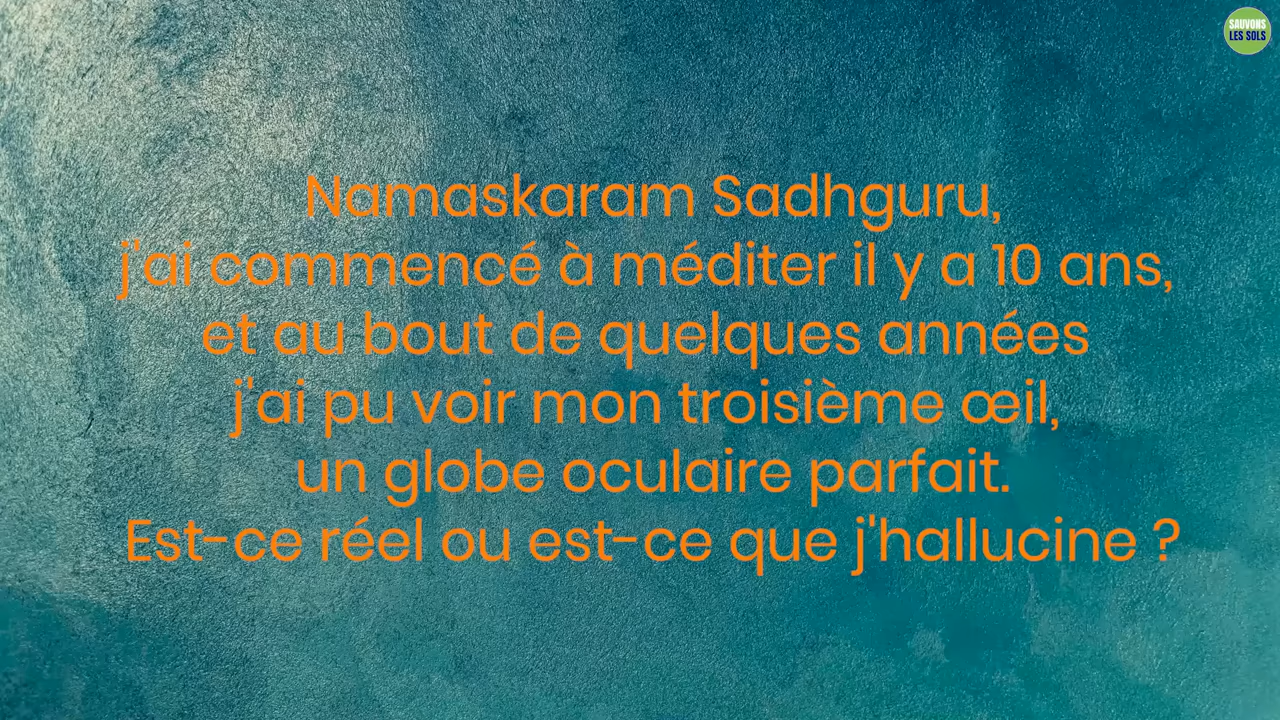 SAUVONS
LES SOLS
Namaskaram Sadhguru,
j'ai commencé à méditer il y a 10 ans,
et au bout de quelques années
j'ai pu voir mon troisième œil,
un globe oculaire parfait.
Est-ce réel ou est-ce que j'hallucine ?